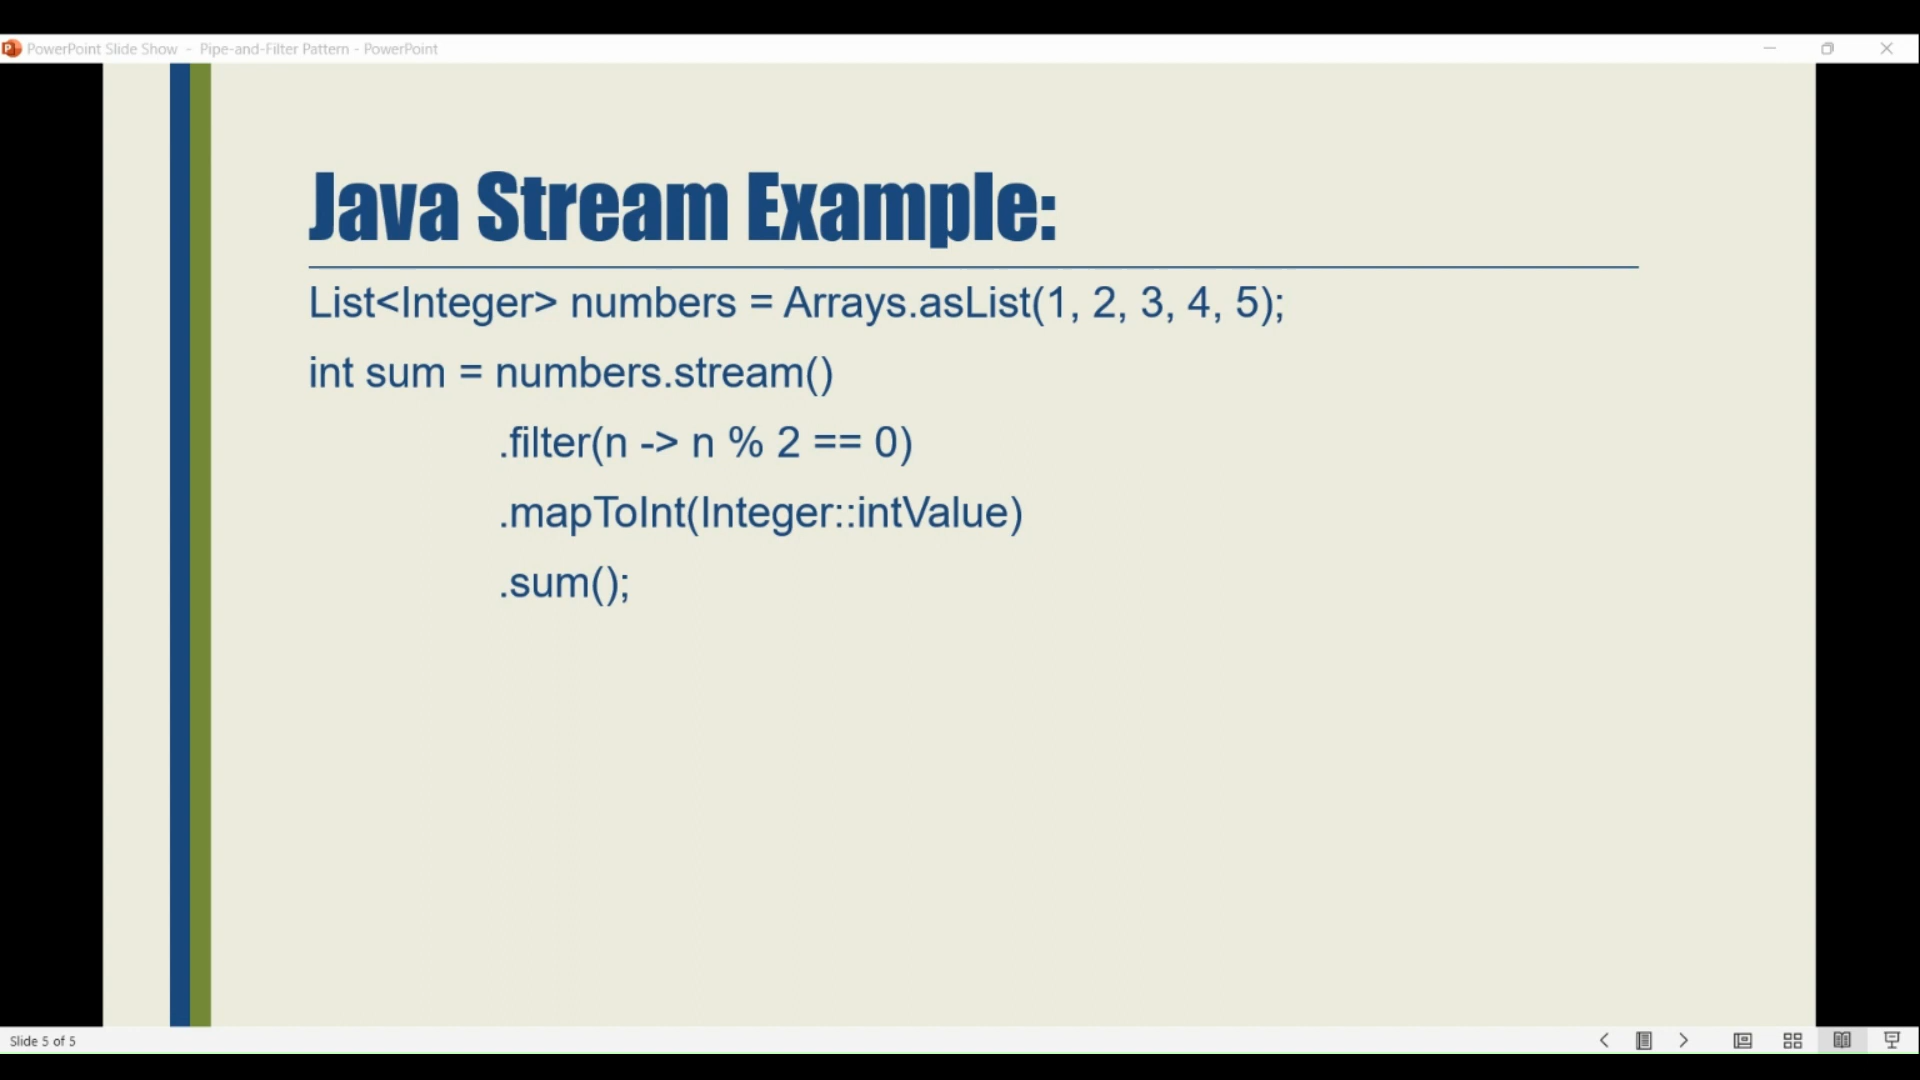 PowerPoint Slide Show - Pipe-and-Filter Pattern - PowerPoint
Java Stream Example:
List<Integer> numbers = Arrays.asList(1, 2, 3, 4, 5);
int sum = numbers.stream()
.filter(n -> n % 2 == 0)
.mapToInt(Integer::intValue)
.sum();
Slide 5 of 5